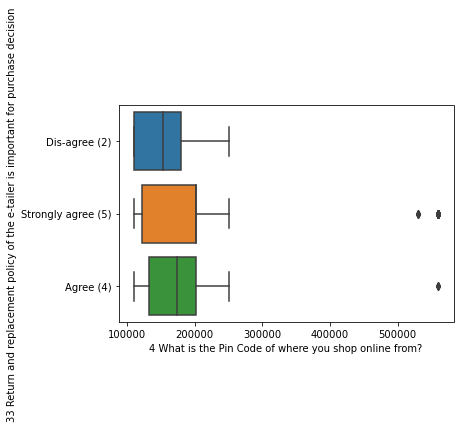 33 Return and replacement policy of the e-tailer is important for purchase decision
Dis-agree (2)
Strongly agree (5)
Agree (4)
100000 200000 300000 400000 500000
4 What is the Pin Code of where you shop online from?